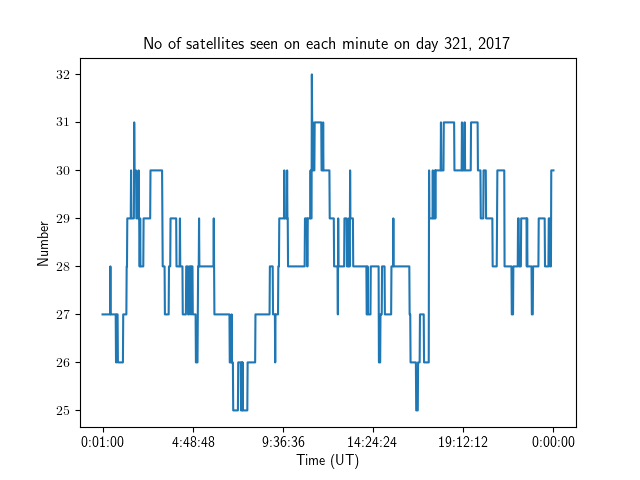 No of satellites seen on each minute on day 321, 2017
32
31
30
29
28
27
26
25
Number
0:01:00 4:48:48 9:36:36 14:24:24 19:12:12 0:00:00
Time (UT)